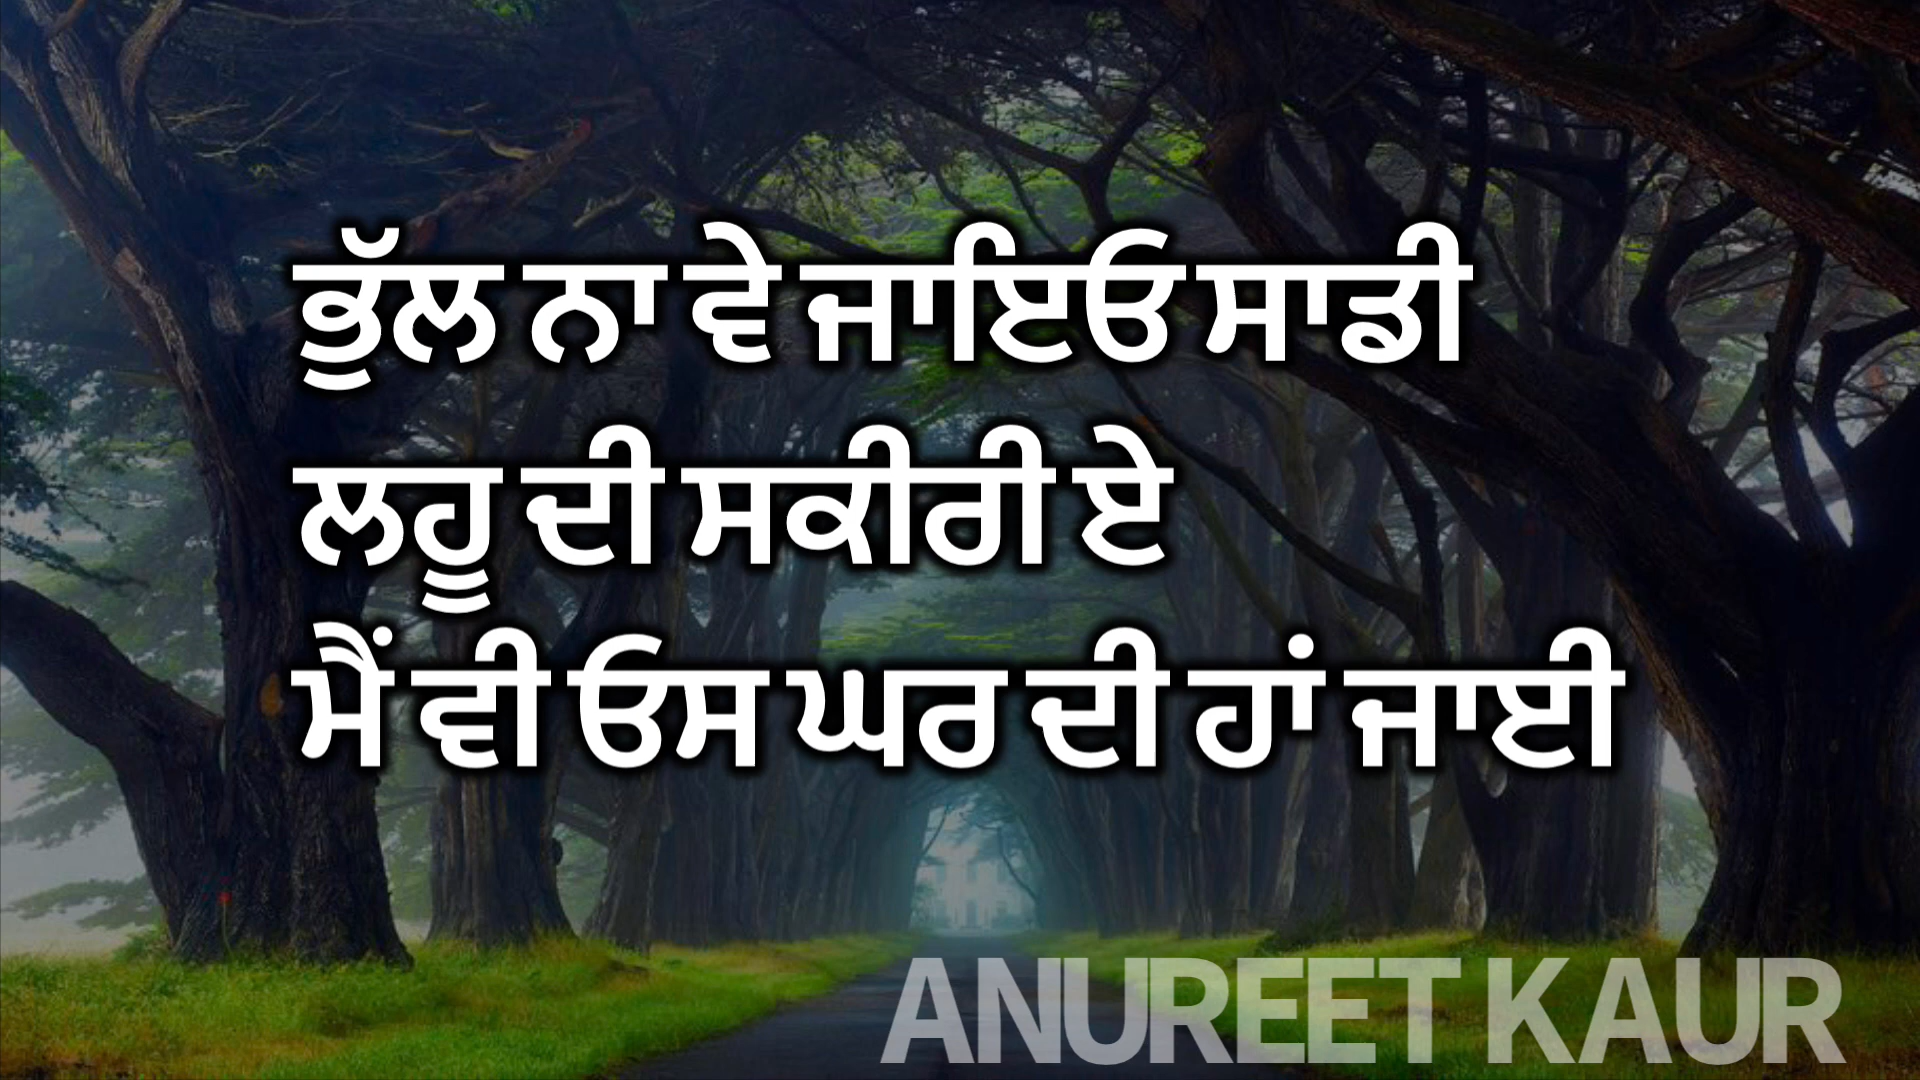 ਭੁੱਲ ਨਾ ਵੇ ਜਾਇਓ ਸਾਡੀ
ਲਹੂ ਦੀ ਸਕੀਰੀ ਏ
ਮੈਂ ਵੀ ਓਸ ਘਰ ਦੀ ਹਾਂ ਜਾਈ
ANUREET KAUR